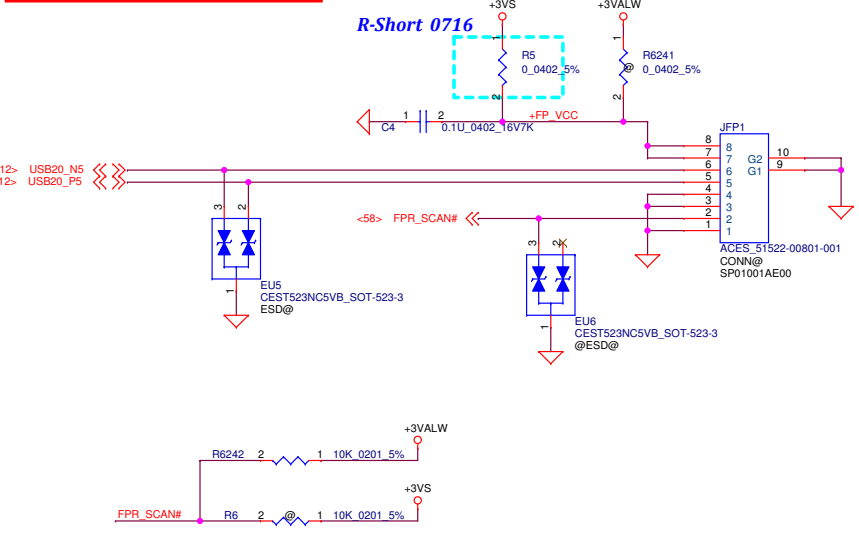 +3VS
+3VALW
R-Short 0716
1
R5
0_0402_5%
2
1
R6241
@
0_0402_5%
2
1
2
C4
0.1U_0402_16V7K
+FP_VCC
JFP1
8
7
6
5
4
3
2
1
8
7
6
5
4
3
2
1
G2
G1
10
9
ACES_51522-00801-001
CONN@
SP01001AE00
12>
USB20_N5
12>
USB20_P5
3
2
1
EU5
CEST523NC5VB_SOT-523-3
ESD@
<58>
FPR_SCAN#
3
2
1
EU6
CEST523NC5VB_SOT-523-3
@ESD@
+3VALW
R6242
2
1
10K_0201_5%
+3VS
FPR_SCAN#
R6
2
@
1
10K_0201_5%